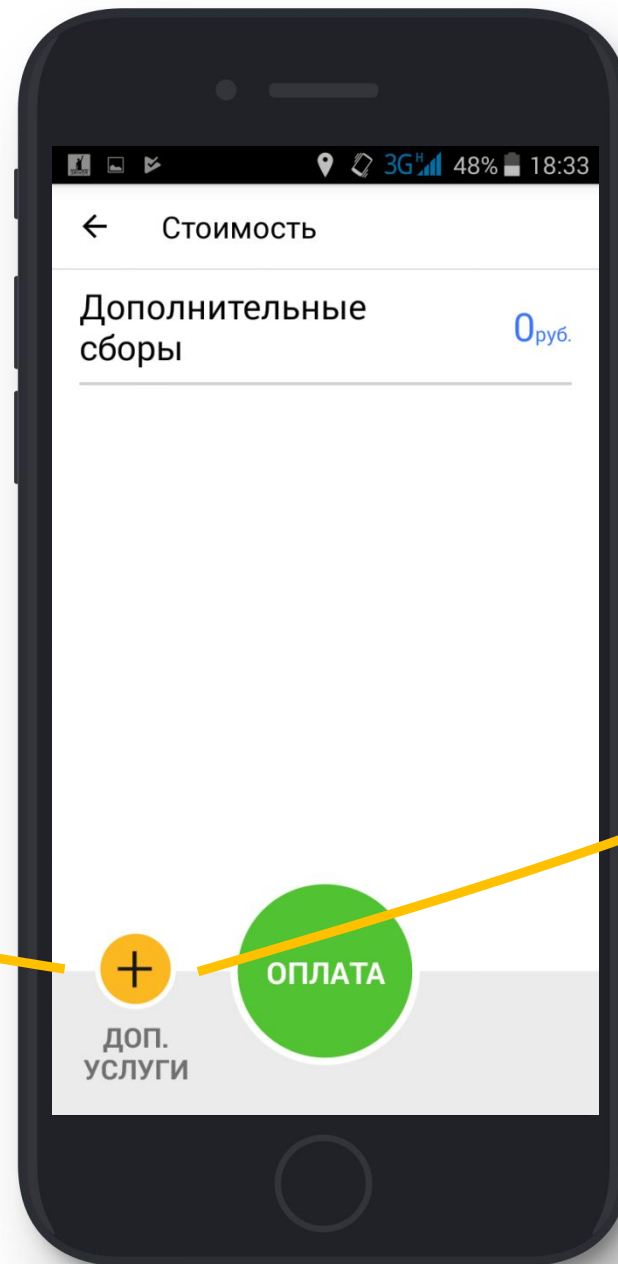 3G H 48% 18:33
Стоимость
Дополнительные
сборы
0руб.
ОПЛАТА
ДОП.
УСЛУГИ